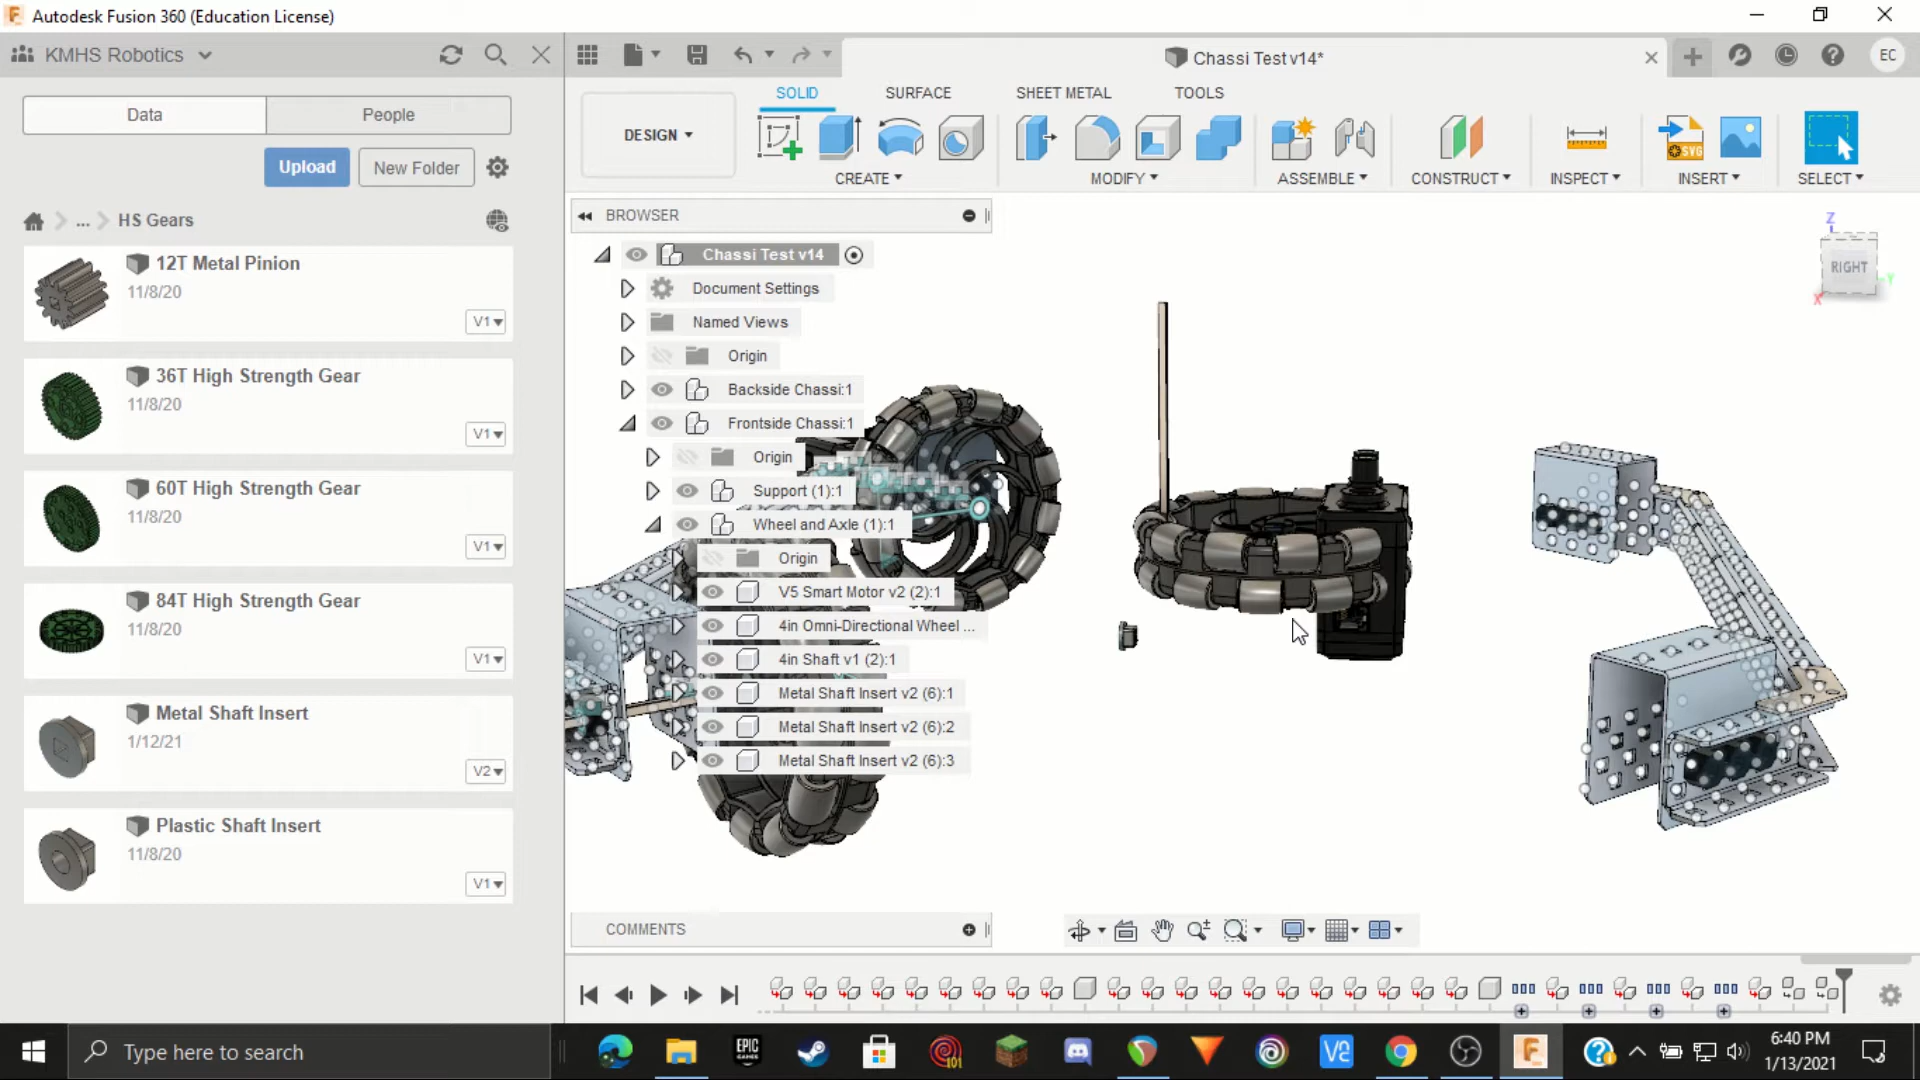 Autodesk Fusion 360 (Education License)
KMHS Robotics
Chassi Test v14*
EC
Data
People
Upload
New Folder
... HS Gears
12T Metal Pinion
11/8/20
V1
36T High Strength Gear
11/8/20
V1
60T High Strength Gear
11/8/20
V1
84T High Strength Gear
11/8/20
V1
Metal Shaft Insert
1/12/21
V2
Plastic Shaft Insert
11/8/20
V1
SOLID
SURFACE
SHEET METAL
TOOLS
DESIGN
CREATE
MODIFY
ASSEMBLE
CONSTRUCT
INSPECT
SVG
INSERT
SELECT
BROWSER
Chassi Test v14
Document Settings
Named Views
Origin
Backside Chassi:1
Frontside Chassi:1
Origin
Support (1):1
Wheel and Axle (1):1
Origin
V5 Smart Motor v2 (2):1
4in Omni-Directional Wheel ...
4in Shaft v1 (2):1
Metal Shaft Insert v2 (6):1
Metal Shaft Insert v2 (6):2
Metal Shaft Insert v2 (6):3
Z
RIGHT
Y
X
COMMENTS
Type here to search
EPIC GAMES
101
6:40 PM
1/13/2021